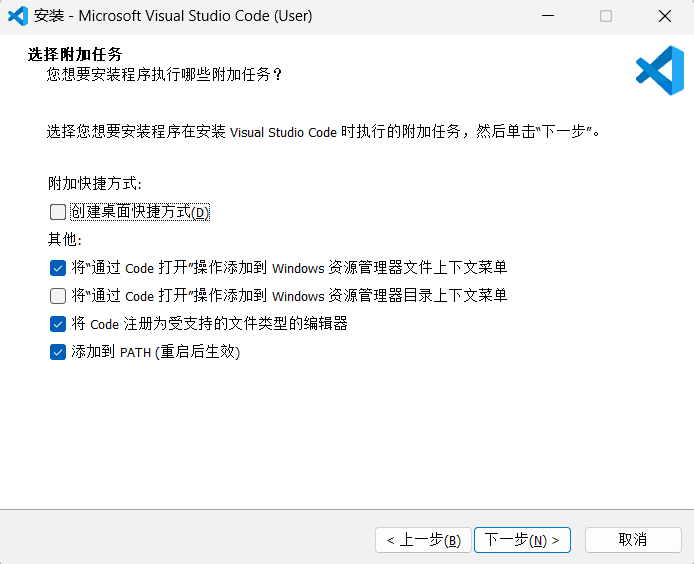 安装 - Microsoft Visual Studio Code (User)
选择附加任务
您想要安装程序执行哪些附加任务？
选择您想要安装程序在安装 Visual Studio Code 时执行的附加任务，然后单击“下一步”。
附加快捷方式:
创建桌面快捷方式(D)
其他:
将“通过 Code 打开”操作添加到 Windows 资源管理器文件上下文菜单
将“通过 Code 打开”操作添加到 Windows 资源管理器目录上下文菜单
将 Code 注册为受支持的文件类型的编辑器
添加到 PATH (重启后生效)
< 上一步(B) 下一步(N) > 取消